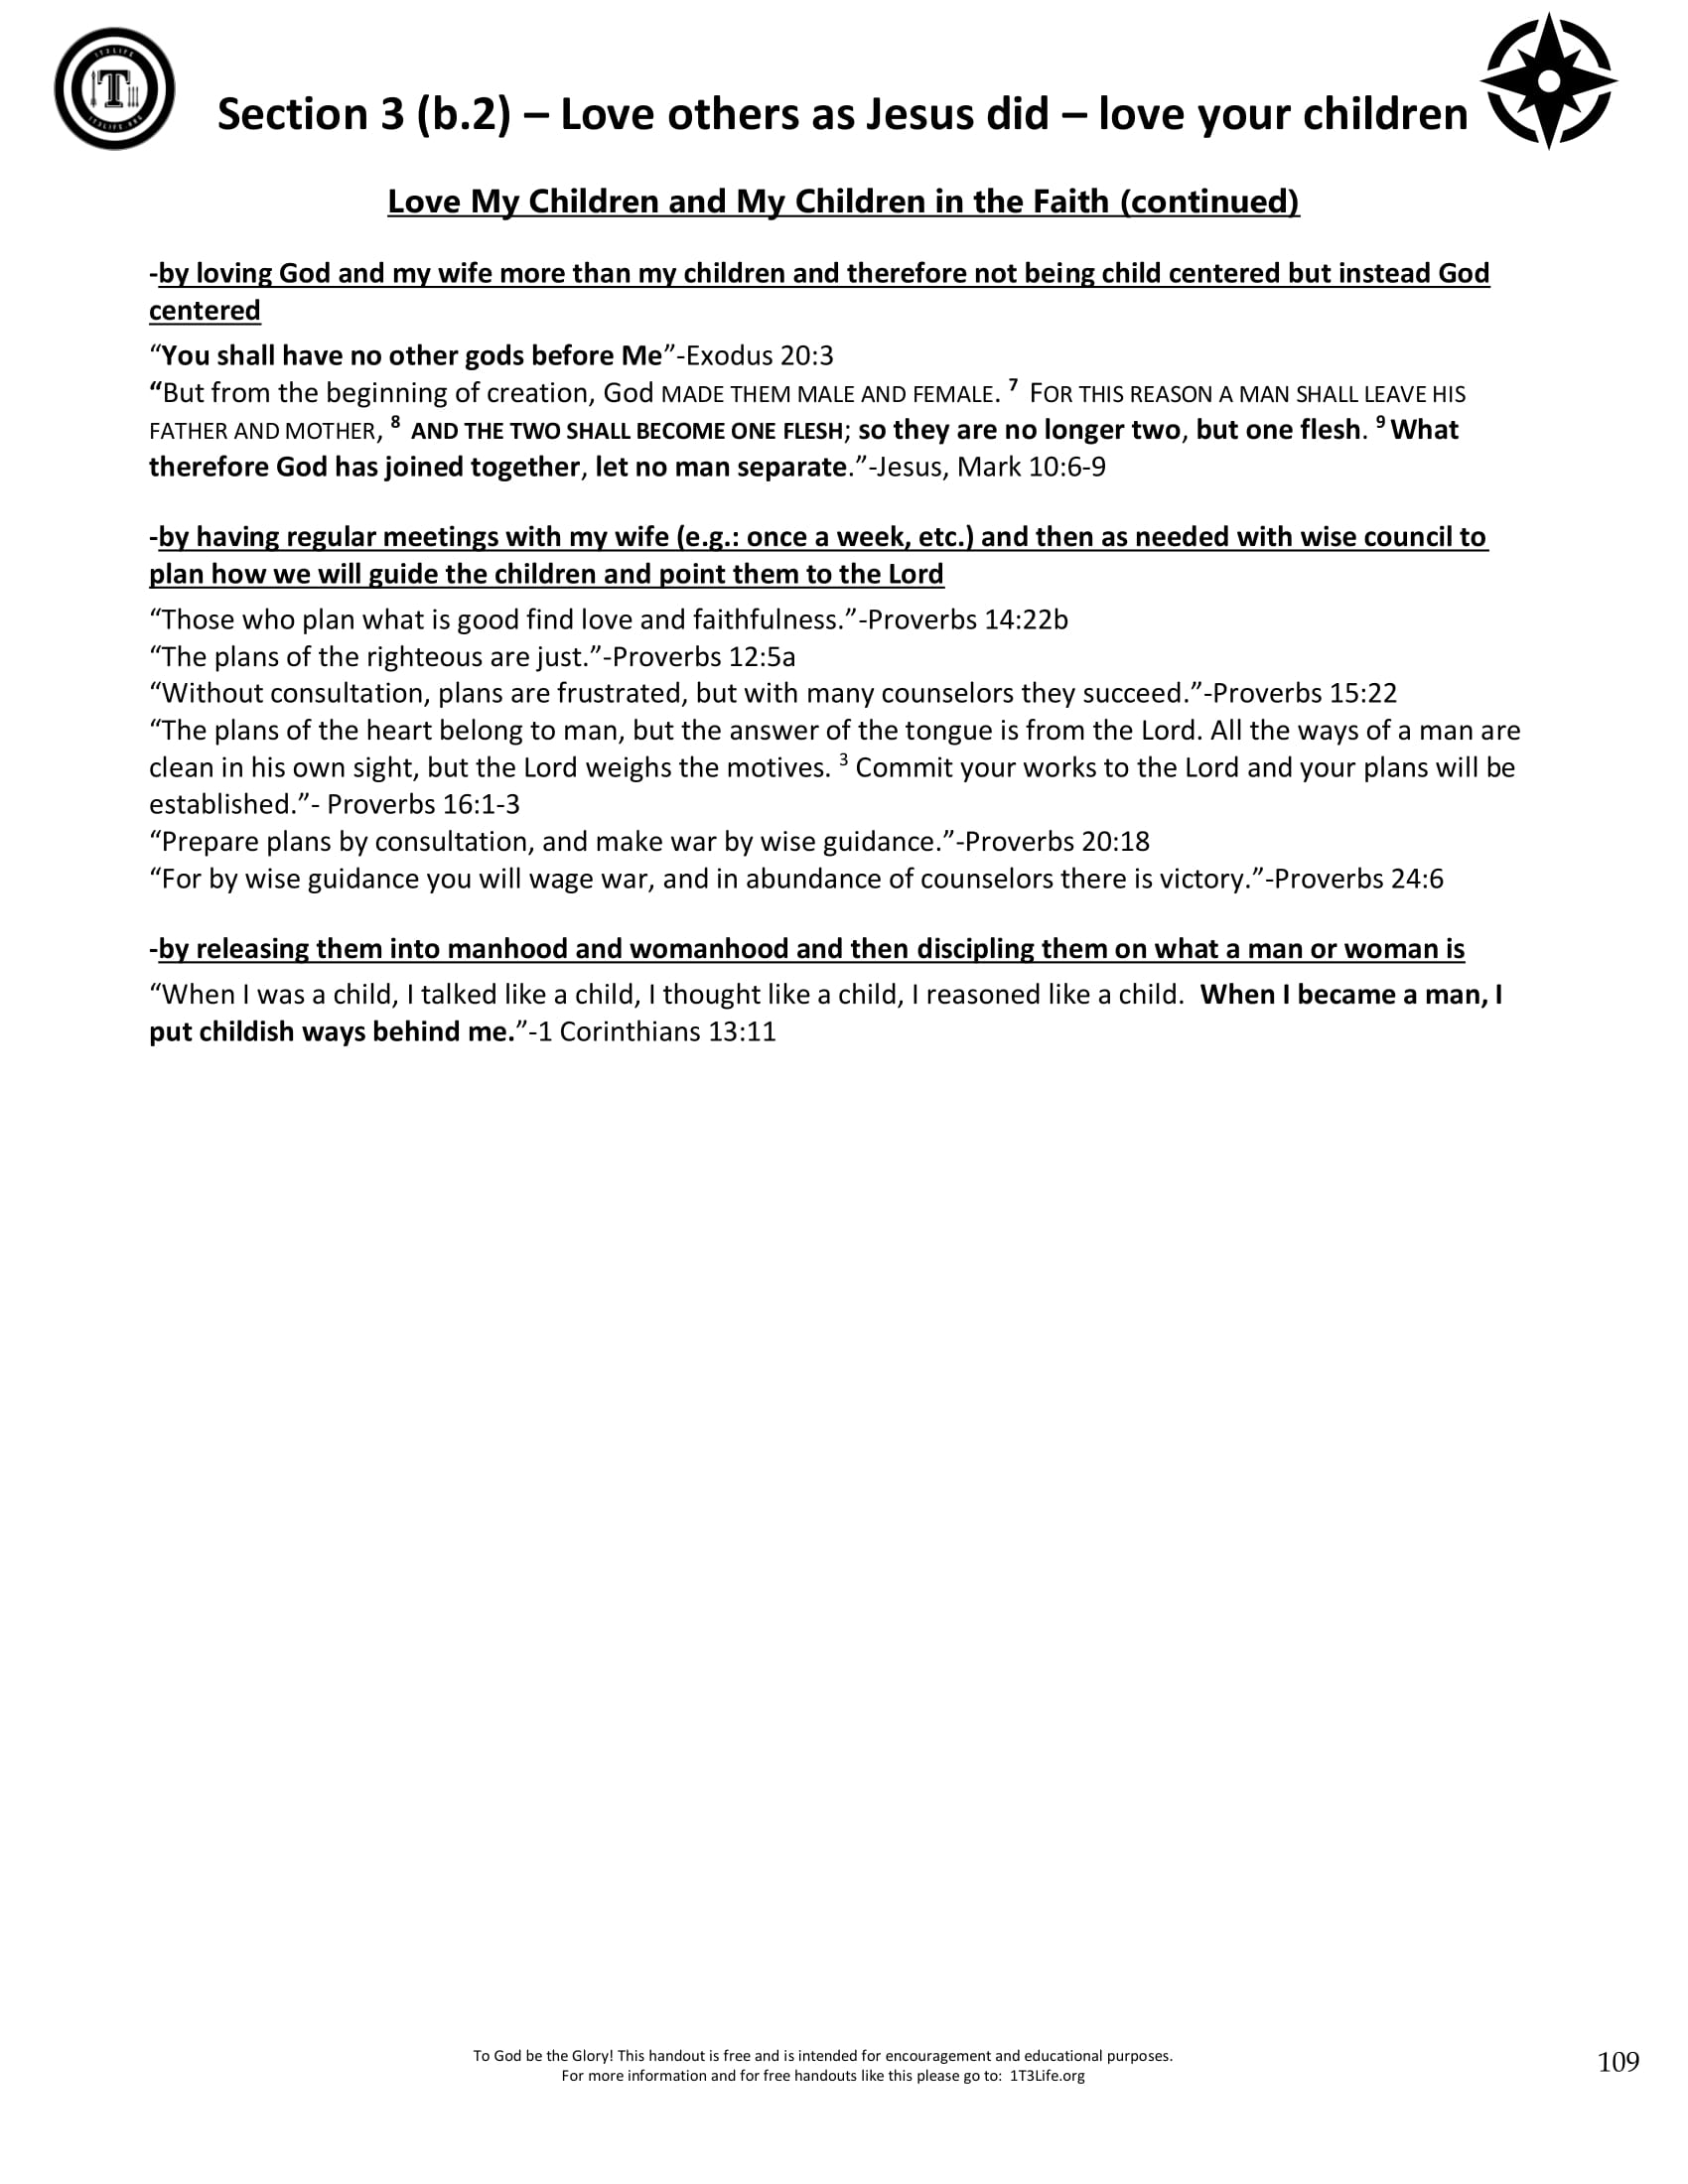 1T3LIFE
T
1T3LIFE.ORG
Section 3 (b.2) – Love others as Jesus did – love your children
Love My Children and My Children in the Faith (continued)
-by loving God and my wife more than my children and therefore not being child centered but instead God
centered
“You shall have no other gods before Me”-Exodus 20:3
“But from the beginning of creation, God MADE THEM MALE AND FEMALE. 7 FOR THIS REASON A MAN SHALL LEAVE HIS
FATHER AND MOTHER, 8 AND THE TWO SHALL BECOME ONE FLESH; so they are no longer two, but one flesh. 9 What
therefore God has joined together, let no man separate.”-Jesus, Mark 10:6-9
-by having regular meetings with my wife (e.g.: once a week, etc.) and then as needed with wise council to
plan how we will guide the children and point them to the Lord
“Those who plan what is good find love and faithfulness.”-Proverbs 14:22b
“The plans of the righteous are just.”-Proverbs 12:5a
“Without consultation, plans are frustrated, but with many counselors they succeed.”-Proverbs 15:22
“The plans of the heart belong to man, but the answer of the tongue is from the Lord. All the ways of a man are
clean in his own sight, but the Lord weighs the motives. 3 Commit your works to the Lord and your plans will be
established.”- Proverbs 16:1-3
“Prepare plans by consultation, and make war by wise guidance.”-Proverbs 20:18
“For by wise guidance you will wage war, and in abundance of counselors there is victory.”-Proverbs 24:6
-by releasing them into manhood and womanhood and then discipling them on what a man or woman is
“When I was a child, I talked like a child, I thought like a child, I reasoned like a child.  When I became a man, I
put childish ways behind me.”-1 Corinthians 13:11
To God be the Glory! This handout is free and is intended for encouragement and educational purposes.
For more information and for free handouts like this please go to:  1T3Life.org
109